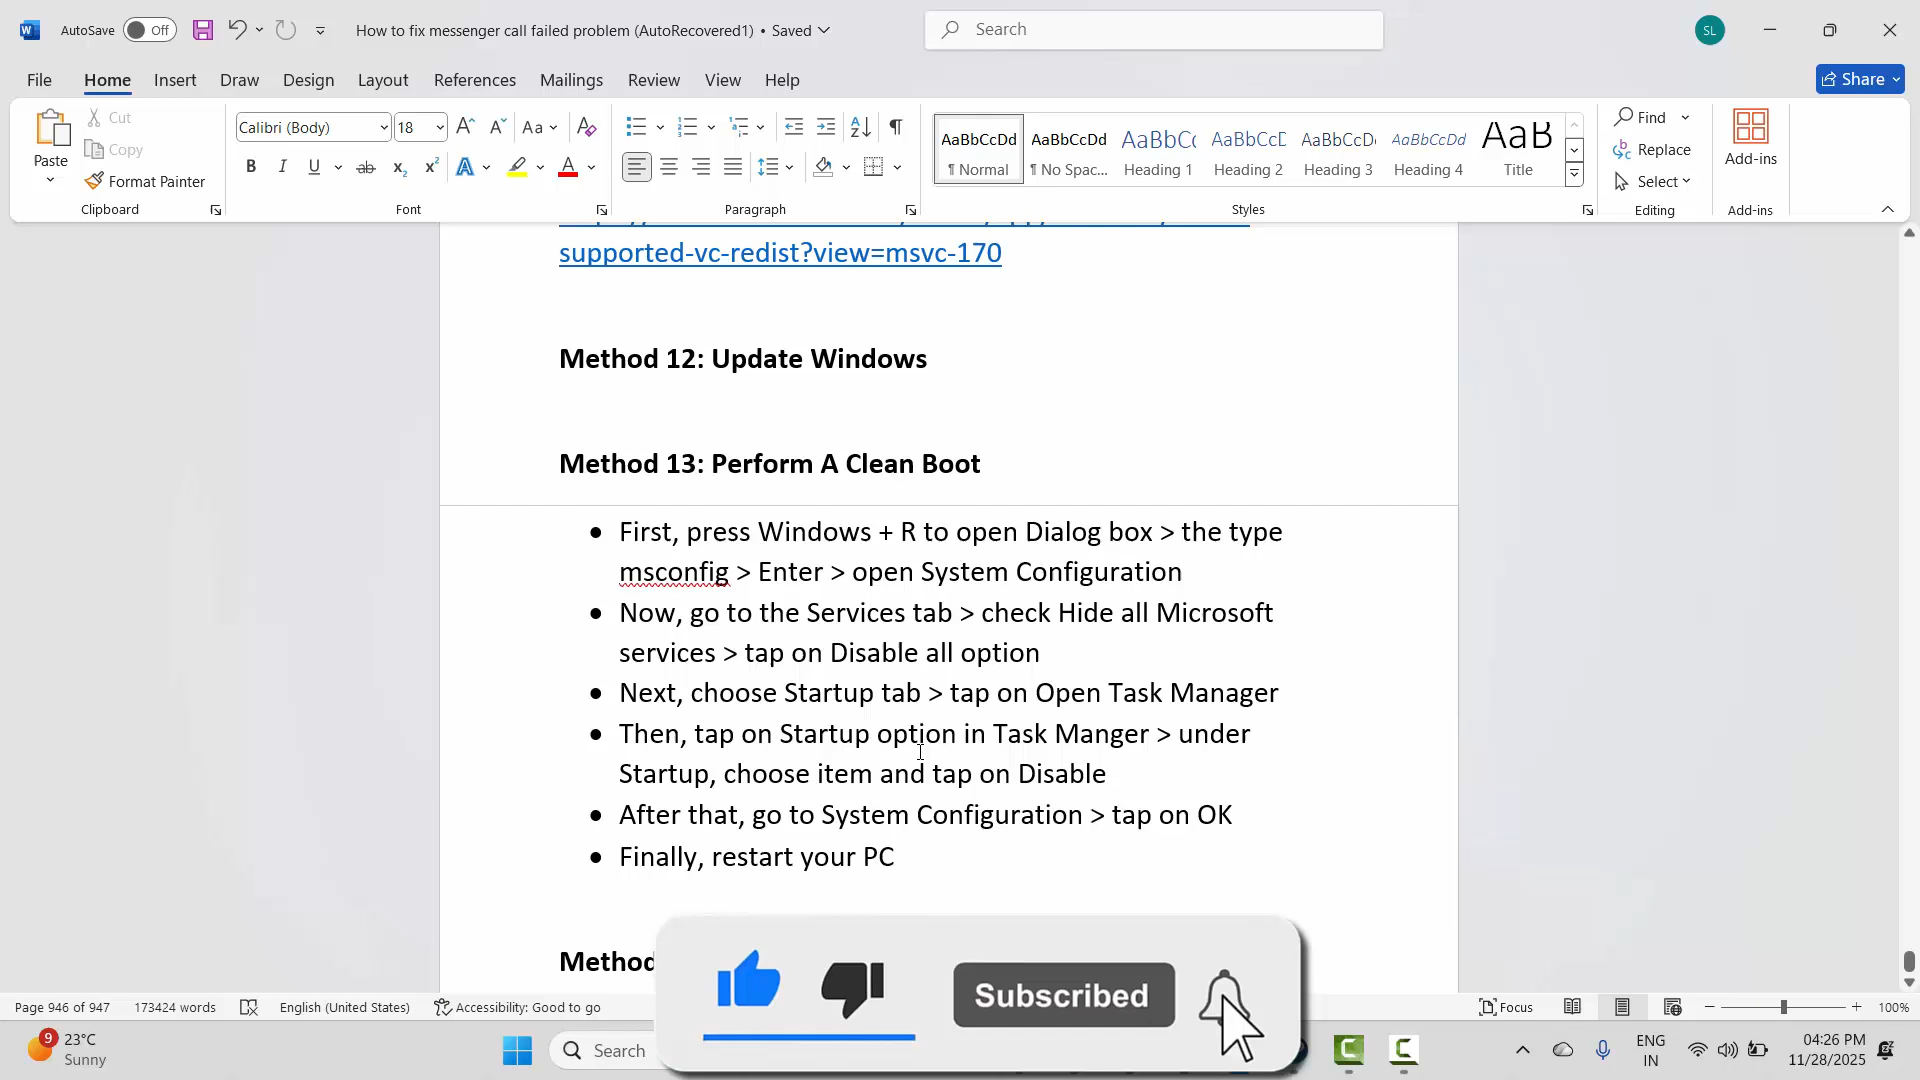 AutoSave Off How to fix messenger call failed problem (AutoRecovered1) • Saved Search SL
File Home Insert Draw Design Layout References Mailings Review View Help Share
Paste Cut Copy Format Painter Clipboard
Calibri (Body) 18 Aa Font
B I U ab x₂ x² A A
Paragraph
AaBbCcDd AaBbCcDd AaBbCc AaBbCcD AaBbCcD AaBbCcDd AaB
¶ Normal ¶ No Spac... Heading 1 Heading 2 Heading 3 Heading 4 Title
Styles
Find Replace Select Editing
Add-ins Add-ins
supported-vc-redist?view=msvc-170
Method 12: Update Windows
Method 13: Perform A Clean Boot
• First, press Windows + R to open Dialog box > the type
msconfig > Enter > open System Configuration
• Now, go to the Services tab > check Hide all Microsoft
services > tap on Disable all option
• Next, choose Startup tab > tap on Open Task Manager
• Then, tap on Startup option in Task Manger > under
Startup, choose item and tap on Disable
• After that, go to System Configuration > tap on OK
• Finally, restart your PC
Method
Subscribed
Page 946 of 947 173424 words English (United States) Accessibility: Good to go Focus 100%
9 23°C
Sunny
Search
ENG
IN
04:26 PM
11/28/2025